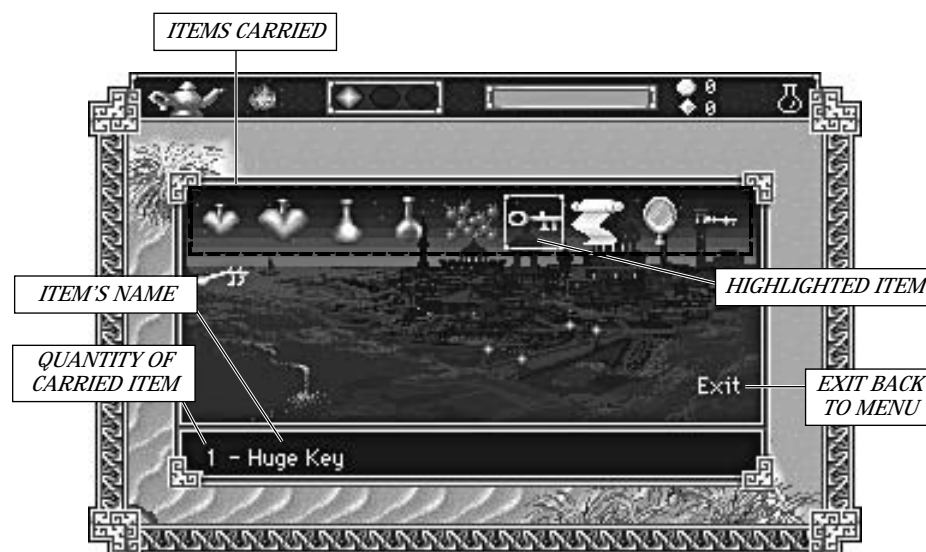 ITEMS CARRIED
0
0
ITEM'S NAME
HIGHLIGHTED ITEM
QUANTITY OF
CARRIED ITEM
Exit
EXIT BACK
TO MENU
1 - Huge Key